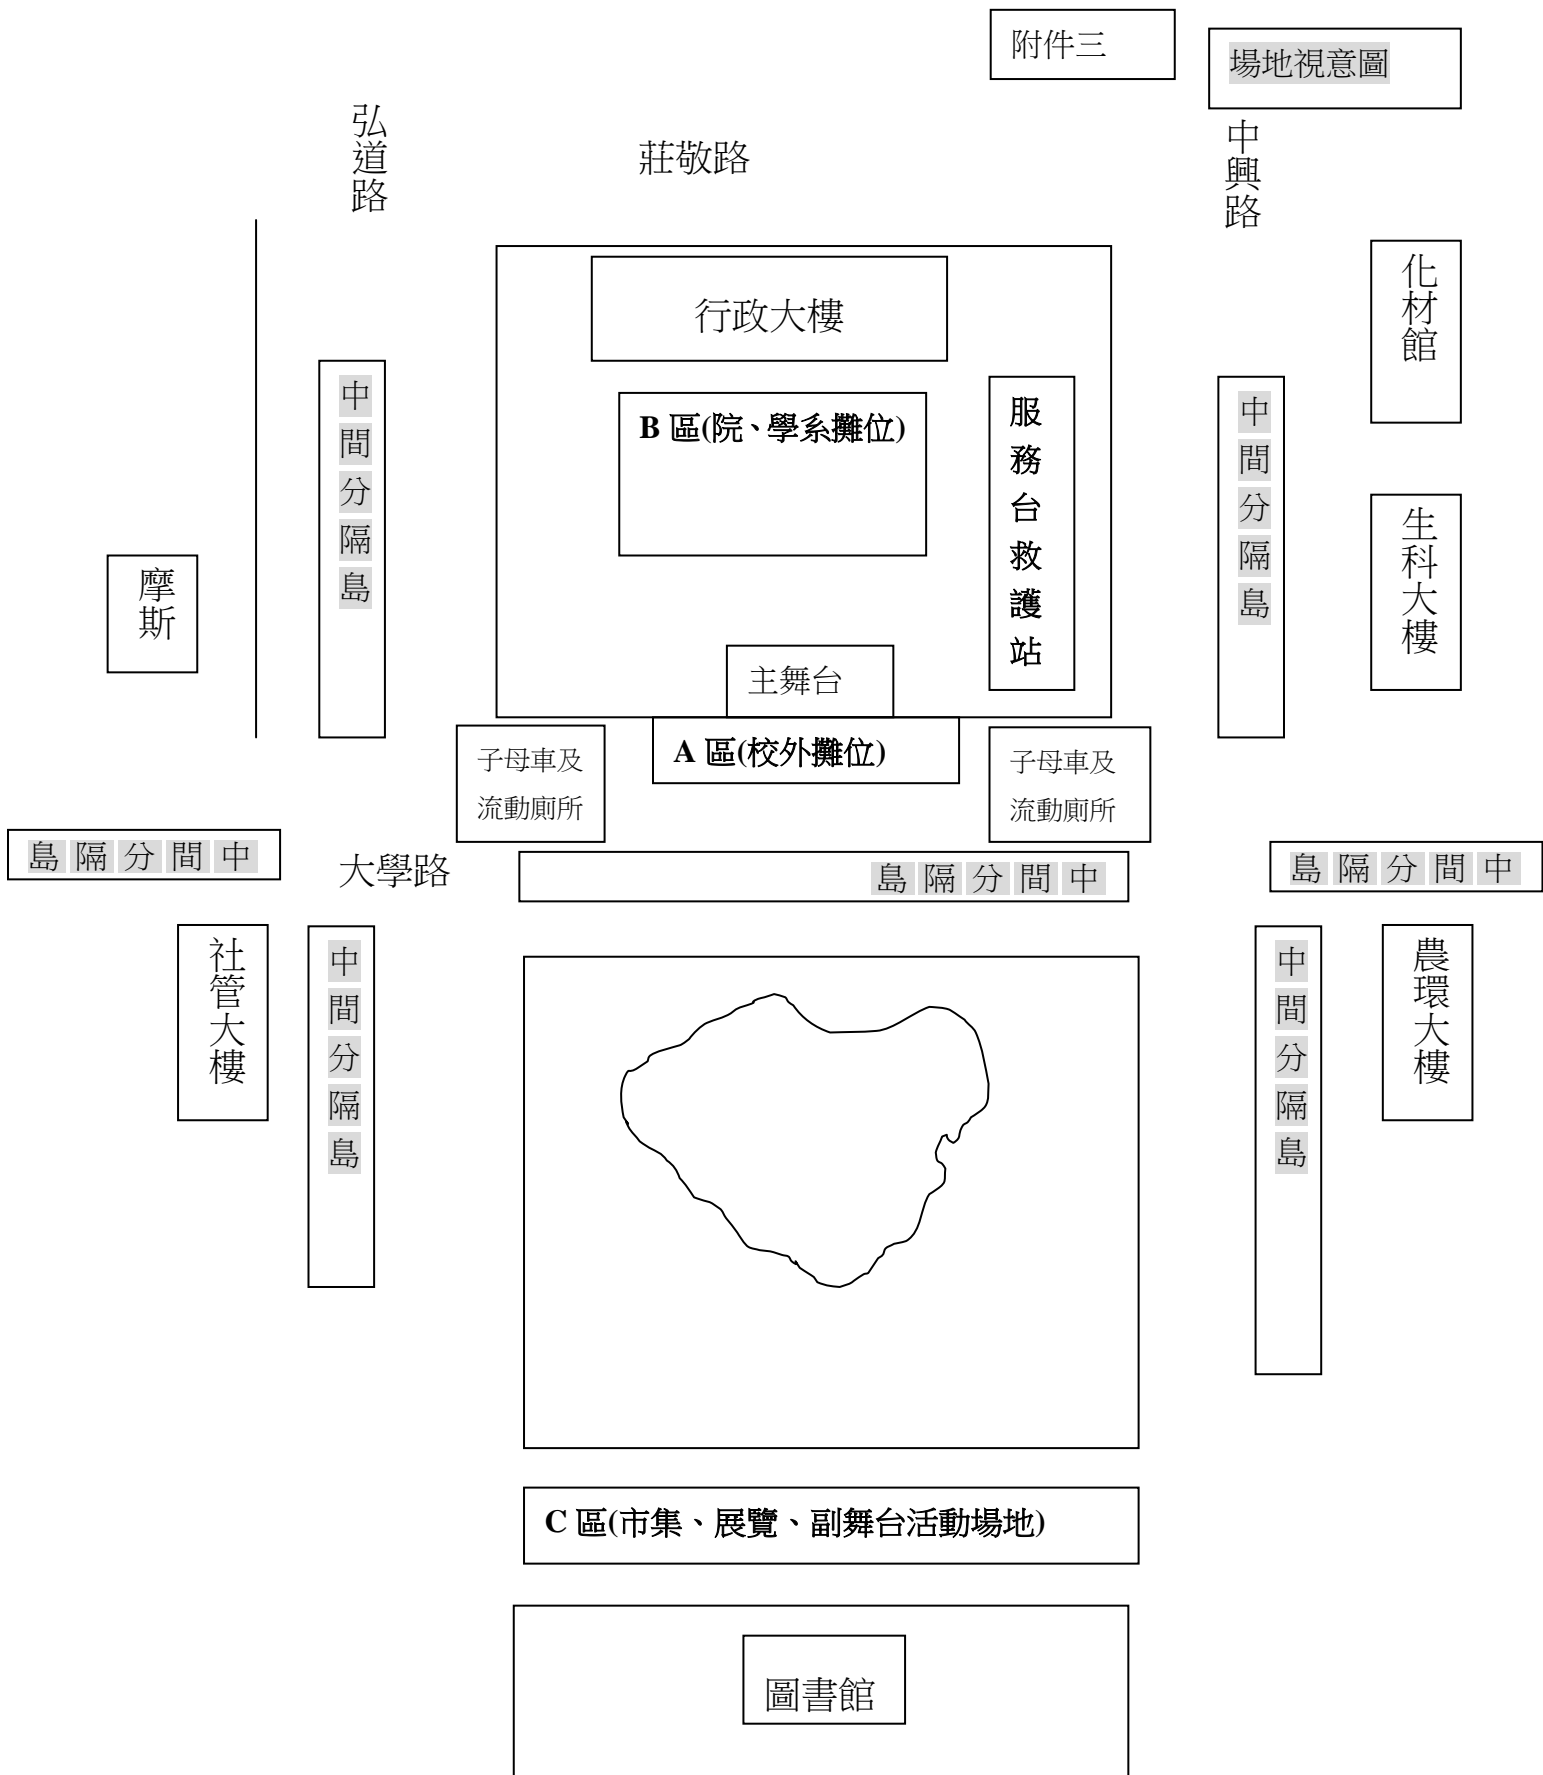 附件三
場地視意圖
弘道路
莊敬路
中興路
行政大樓
化材館
中間分隔島
B 區(院、學系攤位)
服務台救護站
中間分隔島
生科大樓
摩斯
主舞台
子母車及
流動廁所
A 區(校外攤位)
子母車及
流動廁所
島隔分間中
大學路
島隔分間中
島隔分間中
社管大樓
中間分隔島
中間分隔島
農環大樓
C 區(市集、展覽、副舞台活動場地)
圖書館